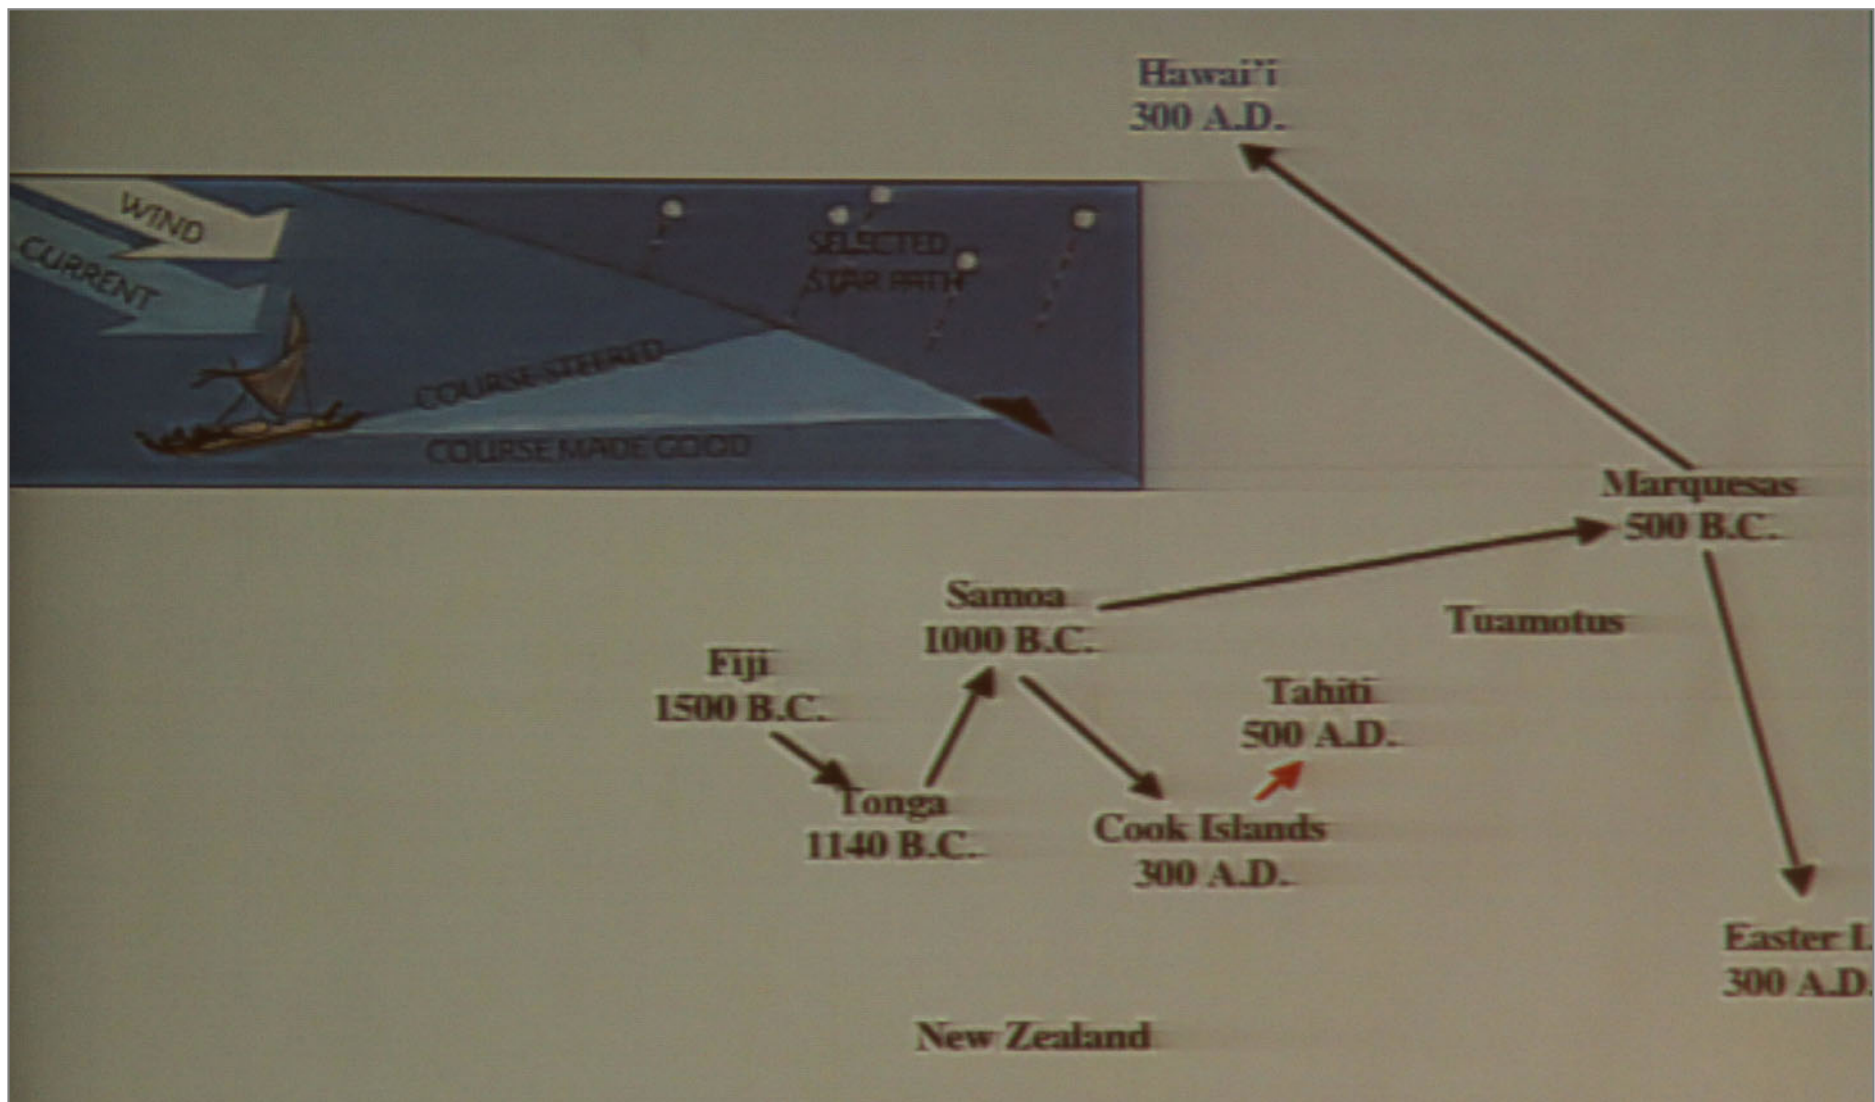 Hawai'i
300 A.D.
WIND
CURRENT
SELECTED
STAR PATH
COURSE STEERED
COURSE MADE GOOD
Marquesas
500 B.C.
Samoa
1000 B.C.
Tuamotus
Fiji
1500 B.C.
Tahiti
500 A.D.
Tonga
1140 B.C.
Cook Islands
300 A.D.
Easter I.
300 A.D.
New Zealand